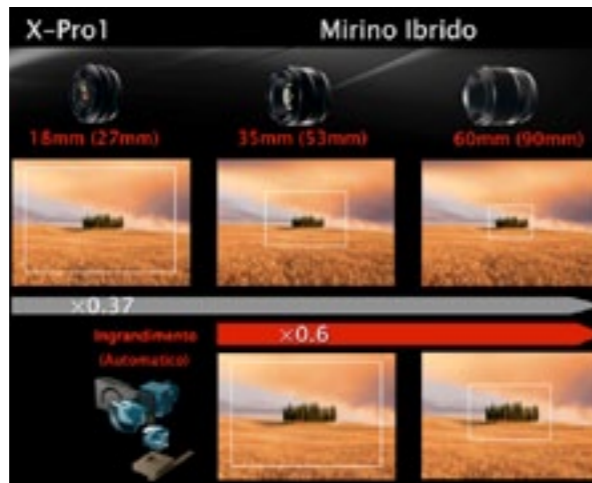 X-Pro1
Mirino Ibrido
18mm (27mm)
35mm (53mm)
60mm (90mm)
×0.37
Ingrandimento
(Automatico)
×0.6